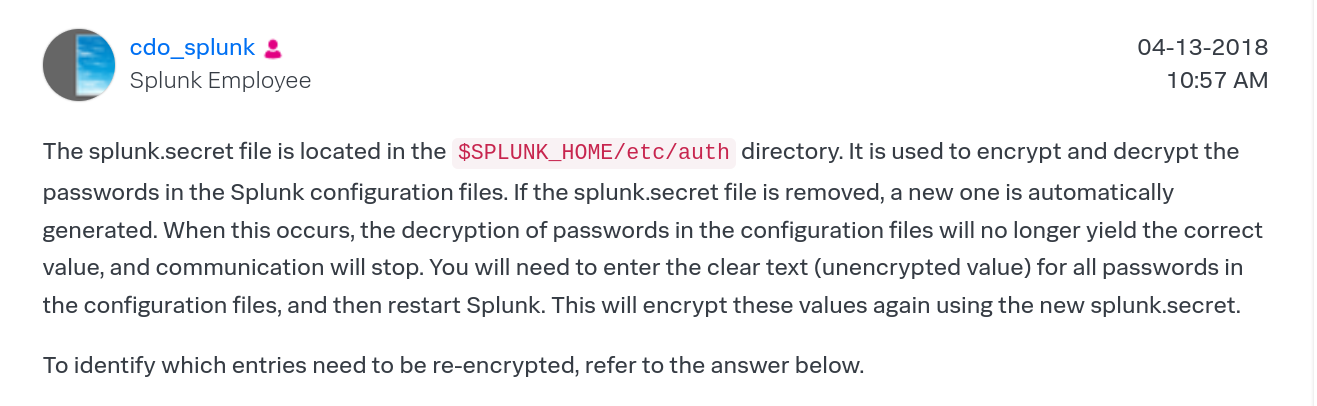 cdo_splunk
04-13-2018
Splunk Employee
10:57 AM
The splunk.secret file is located in the $SPLUNK_HOME/etc/auth directory. It is used to encrypt and decrypt the
passwords in the Splunk configuration files. If the splunk.secret file is removed, a new one is automatically
generated. When this occurs, the decryption of passwords in the configuration files will no longer yield the correct
value, and communication will stop. You will need to enter the clear text (unencrypted value) for all passwords in
the configuration files, and then restart Splunk. This will encrypt these values again using the new splunk.secret.
To identify which entries need to be re-encrypted, refer to the answer below.